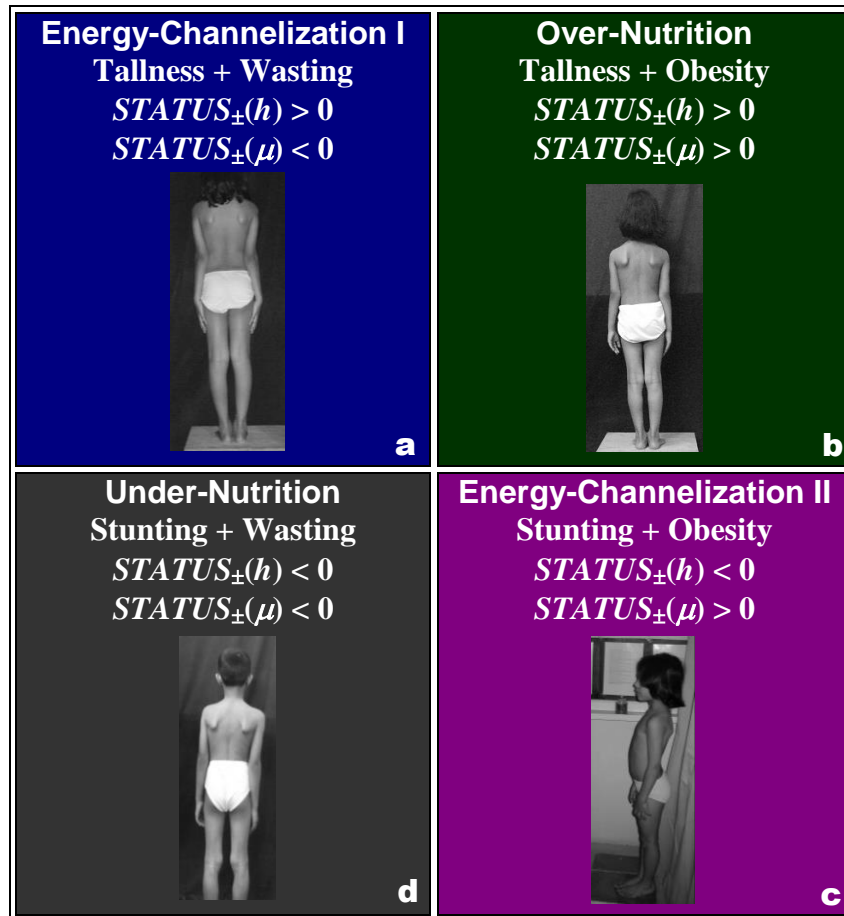 Energy-Channelization I
Tallness + Wasting
STATUS±(h) > 0
STATUS±(μ) < 0
a
Over-Nutrition
Tallness + Obesity
STATUS±(h) > 0
STATUS±(μ) > 0
b
Under-Nutrition
Stunting + Wasting
STATUS±(h) < 0
STATUS±(μ) < 0
d
Energy-Channelization II
Stunting + Obesity
STATUS±(h) < 0
STATUS±(μ) > 0
c